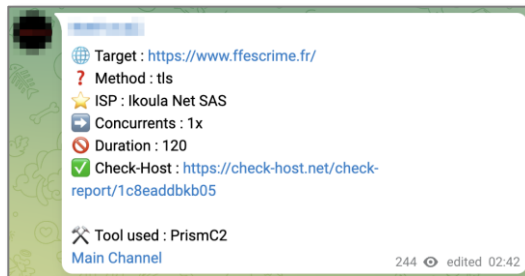 Target : https://www.ffescrime.fr/
Method : tls
ISP : Ikoula Net SAS
Concurrents : 1x
Duration : 120
Check-Host : https://check-host.net/check-
report/1c8eaddbkb05
Tool used : PrismC2
Main Channel
244 edited 02:42